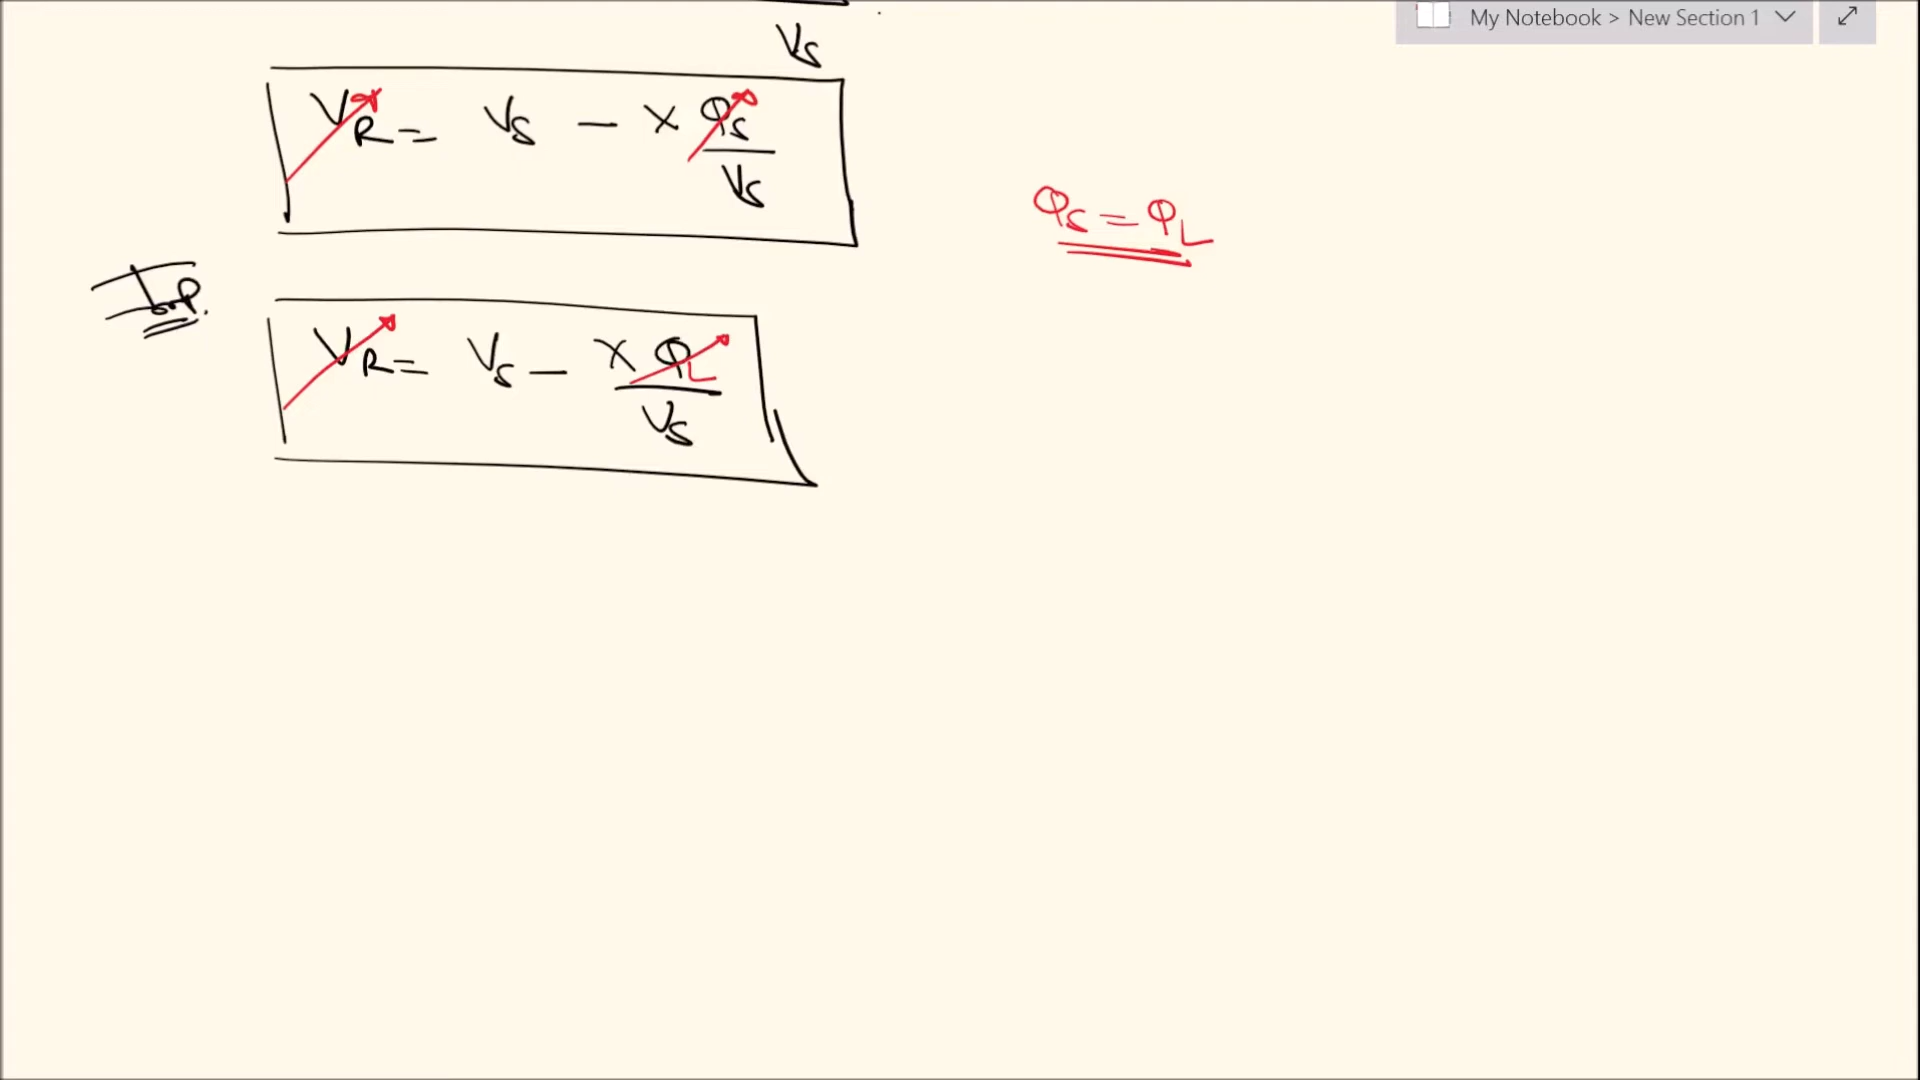 My Notebook > New Section 1
Vs
VR = Vs - X Qs
Vs
Qs = QL
Imp.
VR = Vs - X QL
Vs